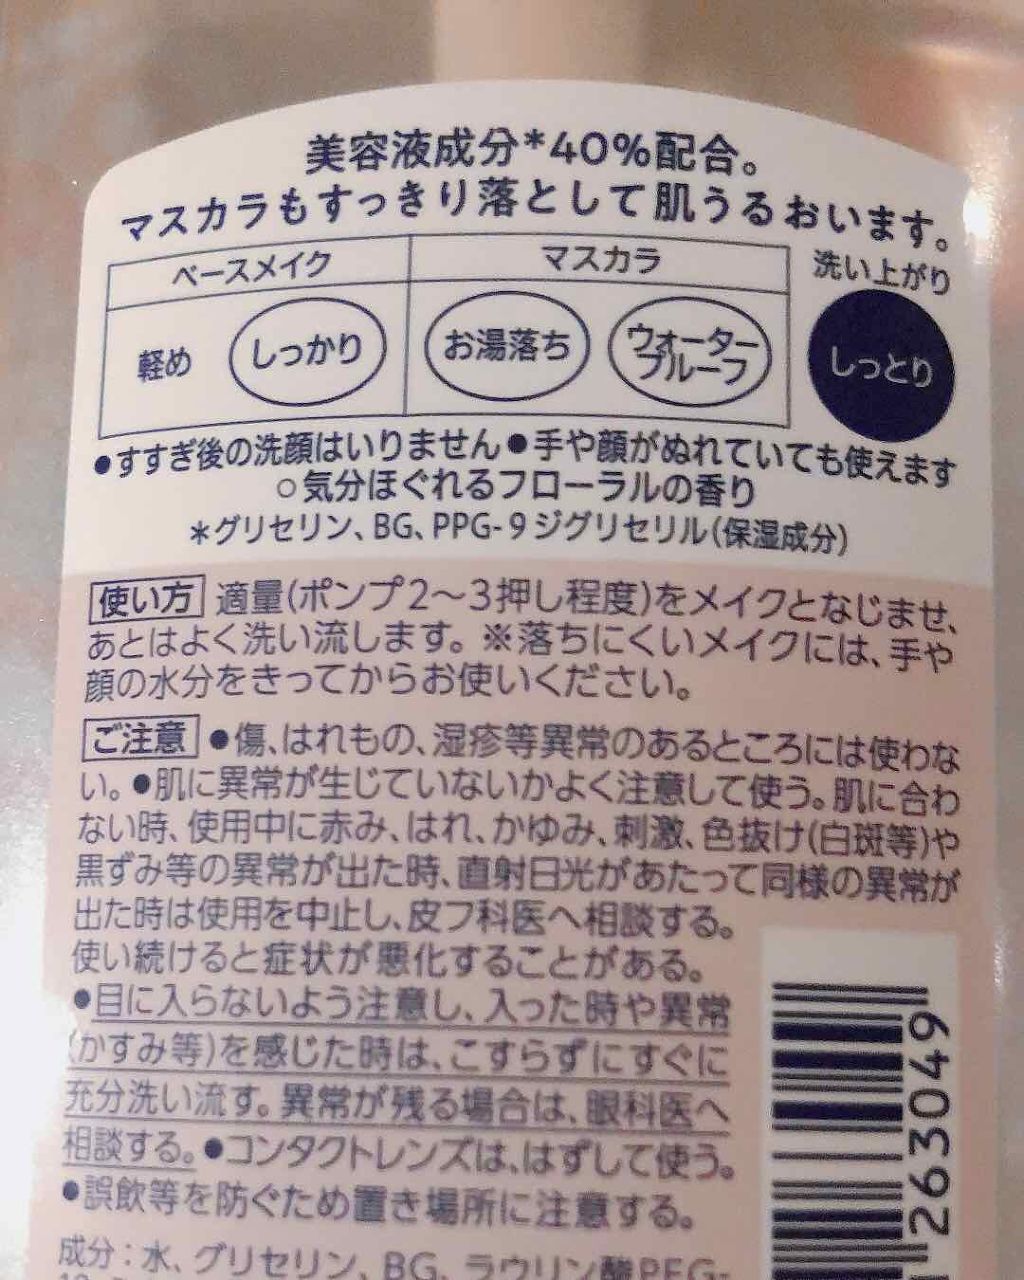 美容液成分*40%配合。
マスカラもすっきり落として肌うるおいます。
ベースメイク マスカラ 洗い上がり
軽め しっかり お湯落ち ウォータープルーフ しっとり
●すすぎ後の洗顔はいりません●手や顔がぬれていても使えます
○気分ほぐれるフローラルの香り
*グリセリン、BG、PPG-9ジグリセリル(保湿成分)
使い方 適量(ポンプ2〜3押し程度)をメイクとなじませ、
あとはよく洗い流します。※落ちにくいメイクには、手や
顔の水分をきってからお使いください。
ご注意 ●傷、はれもの、湿疹等異常のあるところには使わな
い。●肌に異常が生じていないかよく注意して使う。肌に合わ
ない時、使用中に赤み、はれ、かゆみ、刺激、色抜け(白斑等)や
黒ずみ等の異常が出た時、直射日光があたって同様の異常が
出た時は使用を中止し、皮フ科医へ相談する。
使い続けると症状が悪化することがある。
●目に入らないよう注意し、入った時や異常
(かすみ等)を感じた時は、こすらずにすぐに
充分洗い流す。異常が残る場合は、眼科医へ
相談する。●コンタクトレンズは、はずして使う。
●誤飲等を防ぐため置き場所に注意する。
成分:水、グリセリン、BG、ラウリン酸PEG-
263049